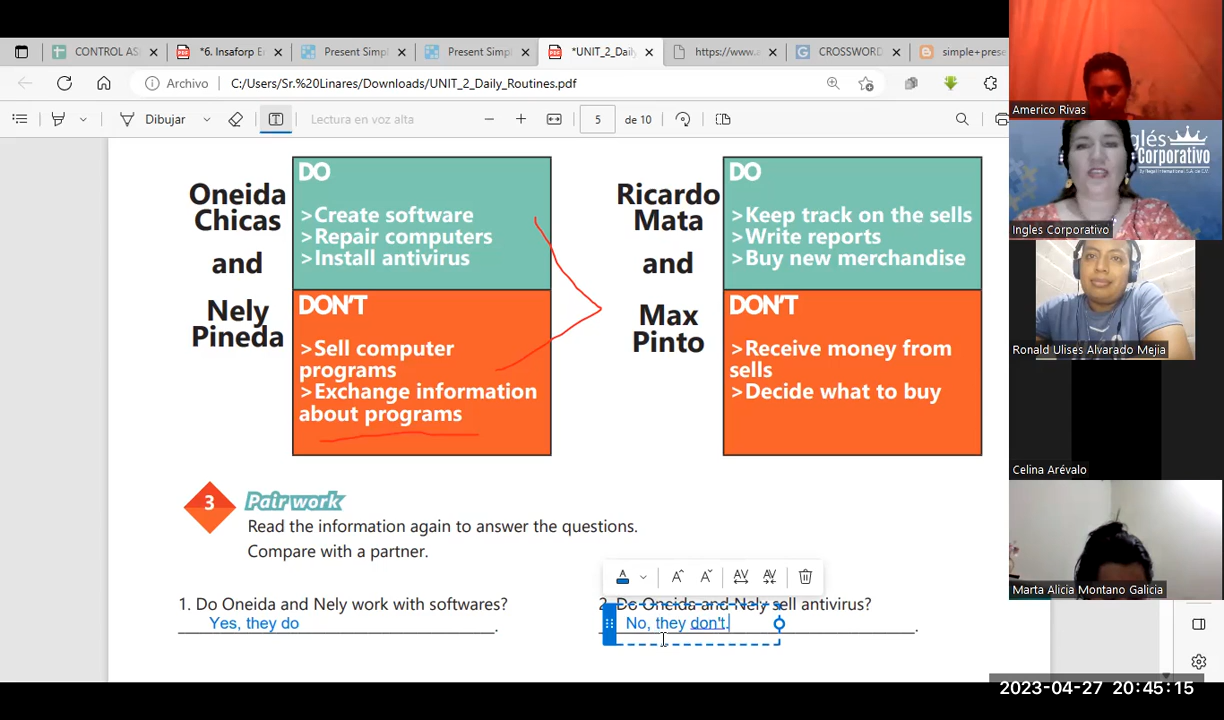 CONTROL AS
*6. Insaforp E
Present Simpl
Present Simpl
*UNIT_2_Daily
https://www.e
CROSSWORD
simple+prese
Archivo
C:/Users/Sr.%20Linares/Downloads/UNIT_2_Daily_Routines.pdf
Dibujar
Lectura en voz alta
5
de 10
Oneida
Chicas
and
Nely
Pineda
DO
>Create software
>Repair computers
>Install antivirus
DON'T
>Sell computer
programs
>Exchange information
about programs
Ricardo
Mata
and
Max
Pinto
DO
>Keep track on the sells
>Write reports
>Buy new merchandise
DON'T
>Receive money from
sells
>Decide what to buy
3
Pair work
Read the information again to answer the questions.
Compare with a partner.
1. Do Oneida and Nely work with softwares?
Yes, they do
2. Do Oneida and Nely sell antivirus?
No, they don't.
Americo Rivas
Inglés Corporativo
Ingles Corporativo
Ronald Ulises Alvarado Mejia
Celina Arévalo
Marta Alicia Montano Galicia
2023-04-27 20:45:15